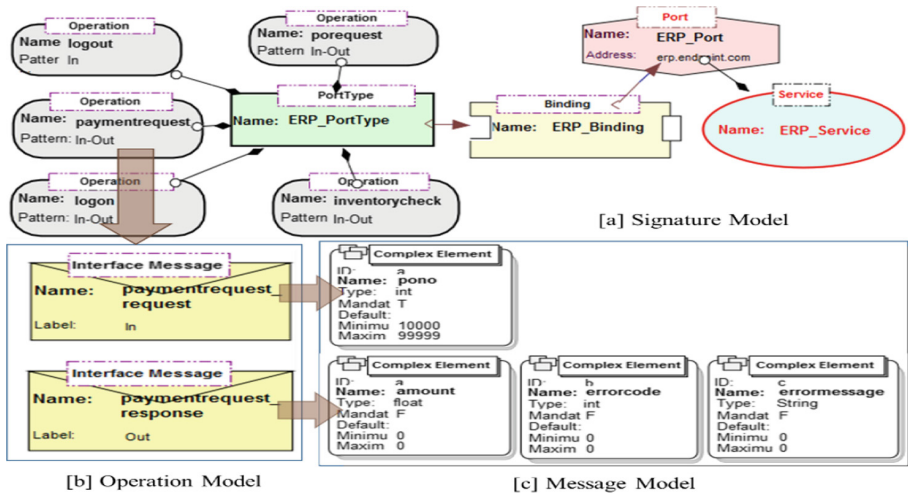 Operation
Name logout
Patter In
Operation
Name porequest
Pattern In-Out
Port
Name: ERP_Port
Address: erp.endpoint.com
Operation
Name: paymentrequest
Pattern: In-Out
PortType
Name: ERP_PortType
Binding
Name: ERP_Binding
Service
Name: ERP_Service
Operation
Name: logon
Pattern: In-Out
Operation
Name: inventorycheck
Pattern In-Out
[a] Signature Model
Interface Message
Name: paymentrequest_
request
Label: In
Complex Element
ID: a
Name: pono
Type: int
Mandat T
Default:
Minimu 10000
Maxim 99999
Interface Message
Name: paymentrequest_
response
Label: Out
Complex Element
ID: a
Name: amount
Type: float
Mandat F
Default:
Minimu 0
Maxim 0
Complex Element
ID: b
Name: errorcode
Type: int
Mandat F
Default:
Minimu 0
Maxim 0
Complex Element
ID: c
Name: errormessage
Type: String
Mandat F
Default:
Minimu 0
Maxim 0
[b] Operation Model
[c] Message Model